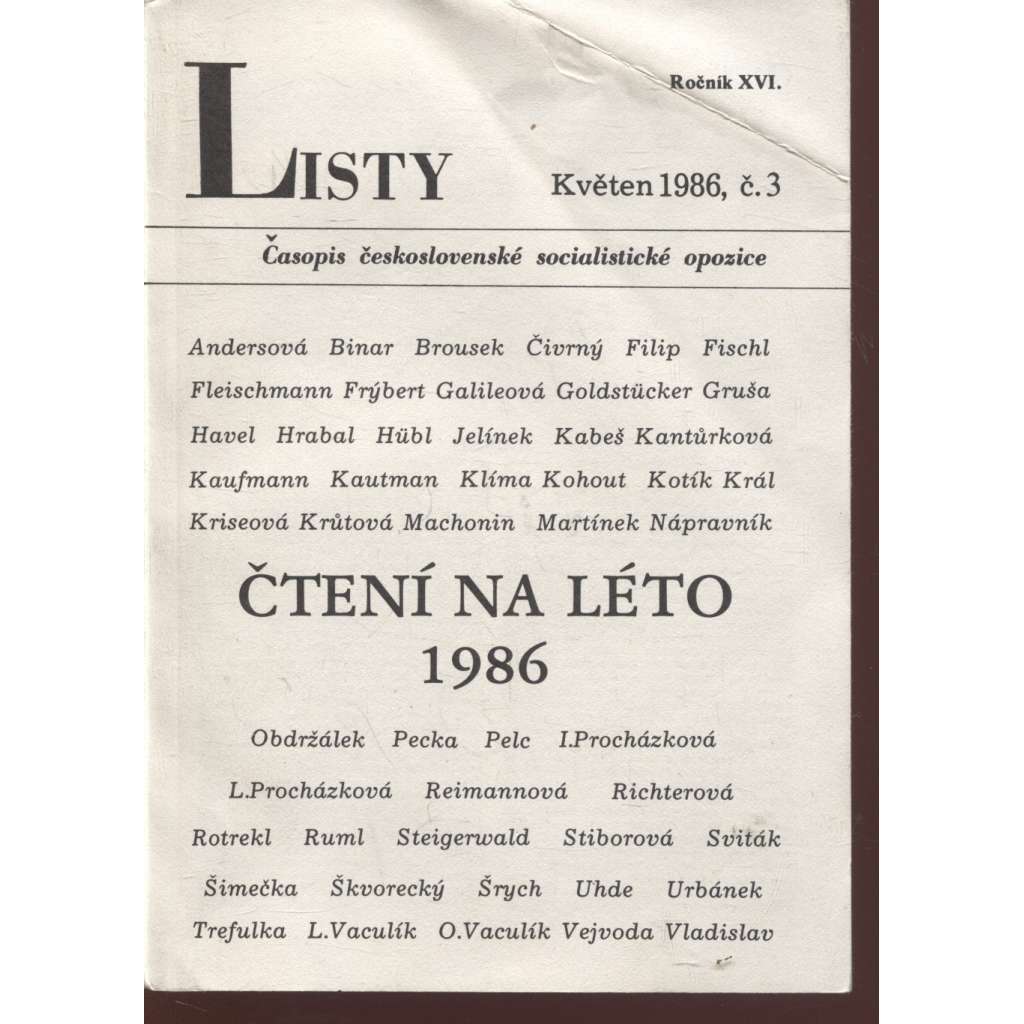 Ročník XVI.
LISTY
Květen 1986, č. 3
Časopis československé socialistické opozice
Andersová Binar Brousek Čivrný Filip Fischl
Fleischmann Frýbert Galileová Goldstücker Gruša
Havel Hrabal Hübl Jelínek Kabeš Kantůrková
Kaufmann Kautman Klíma Kohout Kotík Král
Kriseová Krůtová Machonin Martínek Nápravník
ČTENÍ NA LÉTO
1986
Obdržálek Pecka Pelc I.Procházková
L.Procházková Reimannová Richterová
Rotrekl Ruml Steigerwald Stiborová Sviták
Šimečka Škvorecký Šrych Uhde Urbánek
Trefulka L.Vaculík O.Vaculík Vejvoda Vladislav